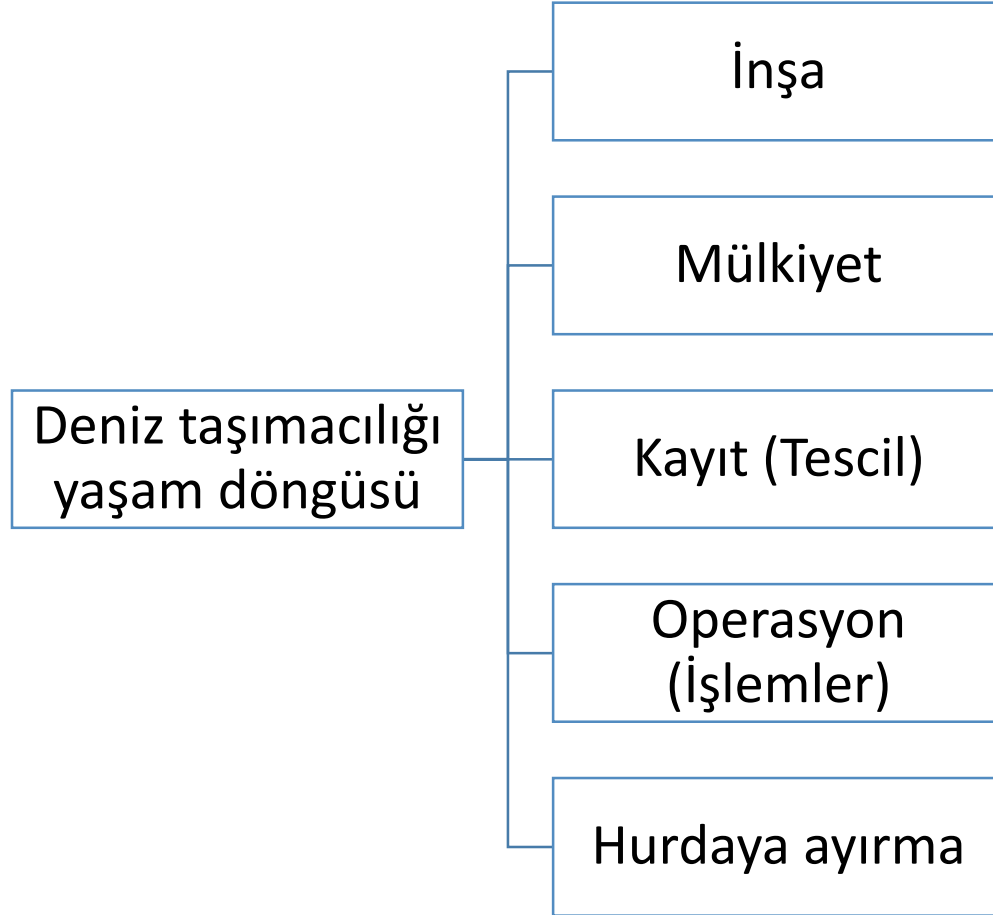 İnşa
Mülkiyet
Deniz taşımacılığı
yaşam döngüsü
Kayıt (Tescil)
Operasyon
(İşlemler)
Hurdaya ayırma